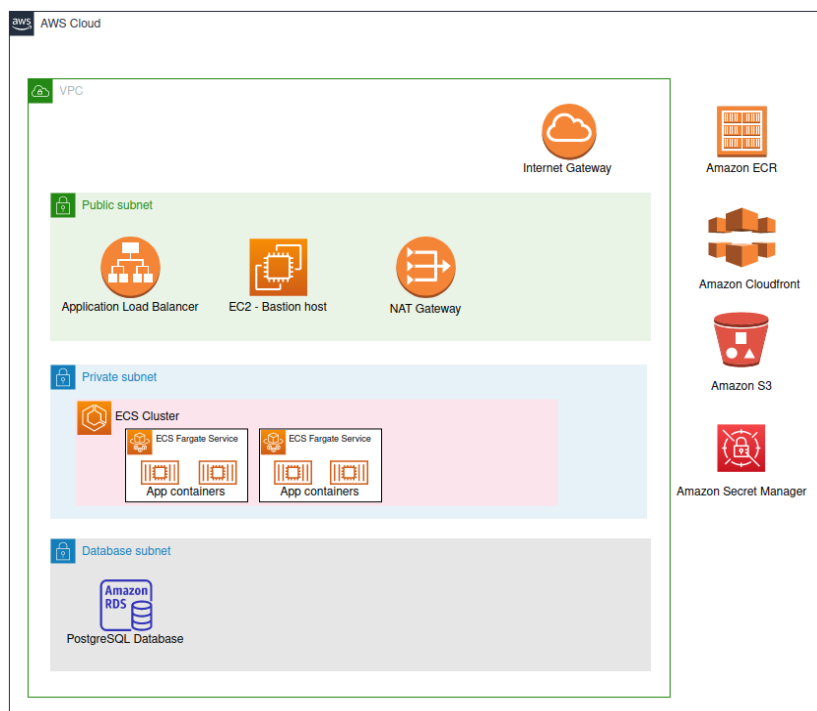 aws
AWS Cloud
VPC
Internet Gateway
Amazon ECR
Public subnet
Application Load Balancer
EC2 - Bastion host
NAT Gateway
Amazon Cloudfront
Amazon S3
Private subnet
ECS Cluster
ECS Fargate Service
App containers
ECS Fargate Service
App containers
Amazon Secret Manager
Database subnet
Amazon
RDS
PostgreSQL Database